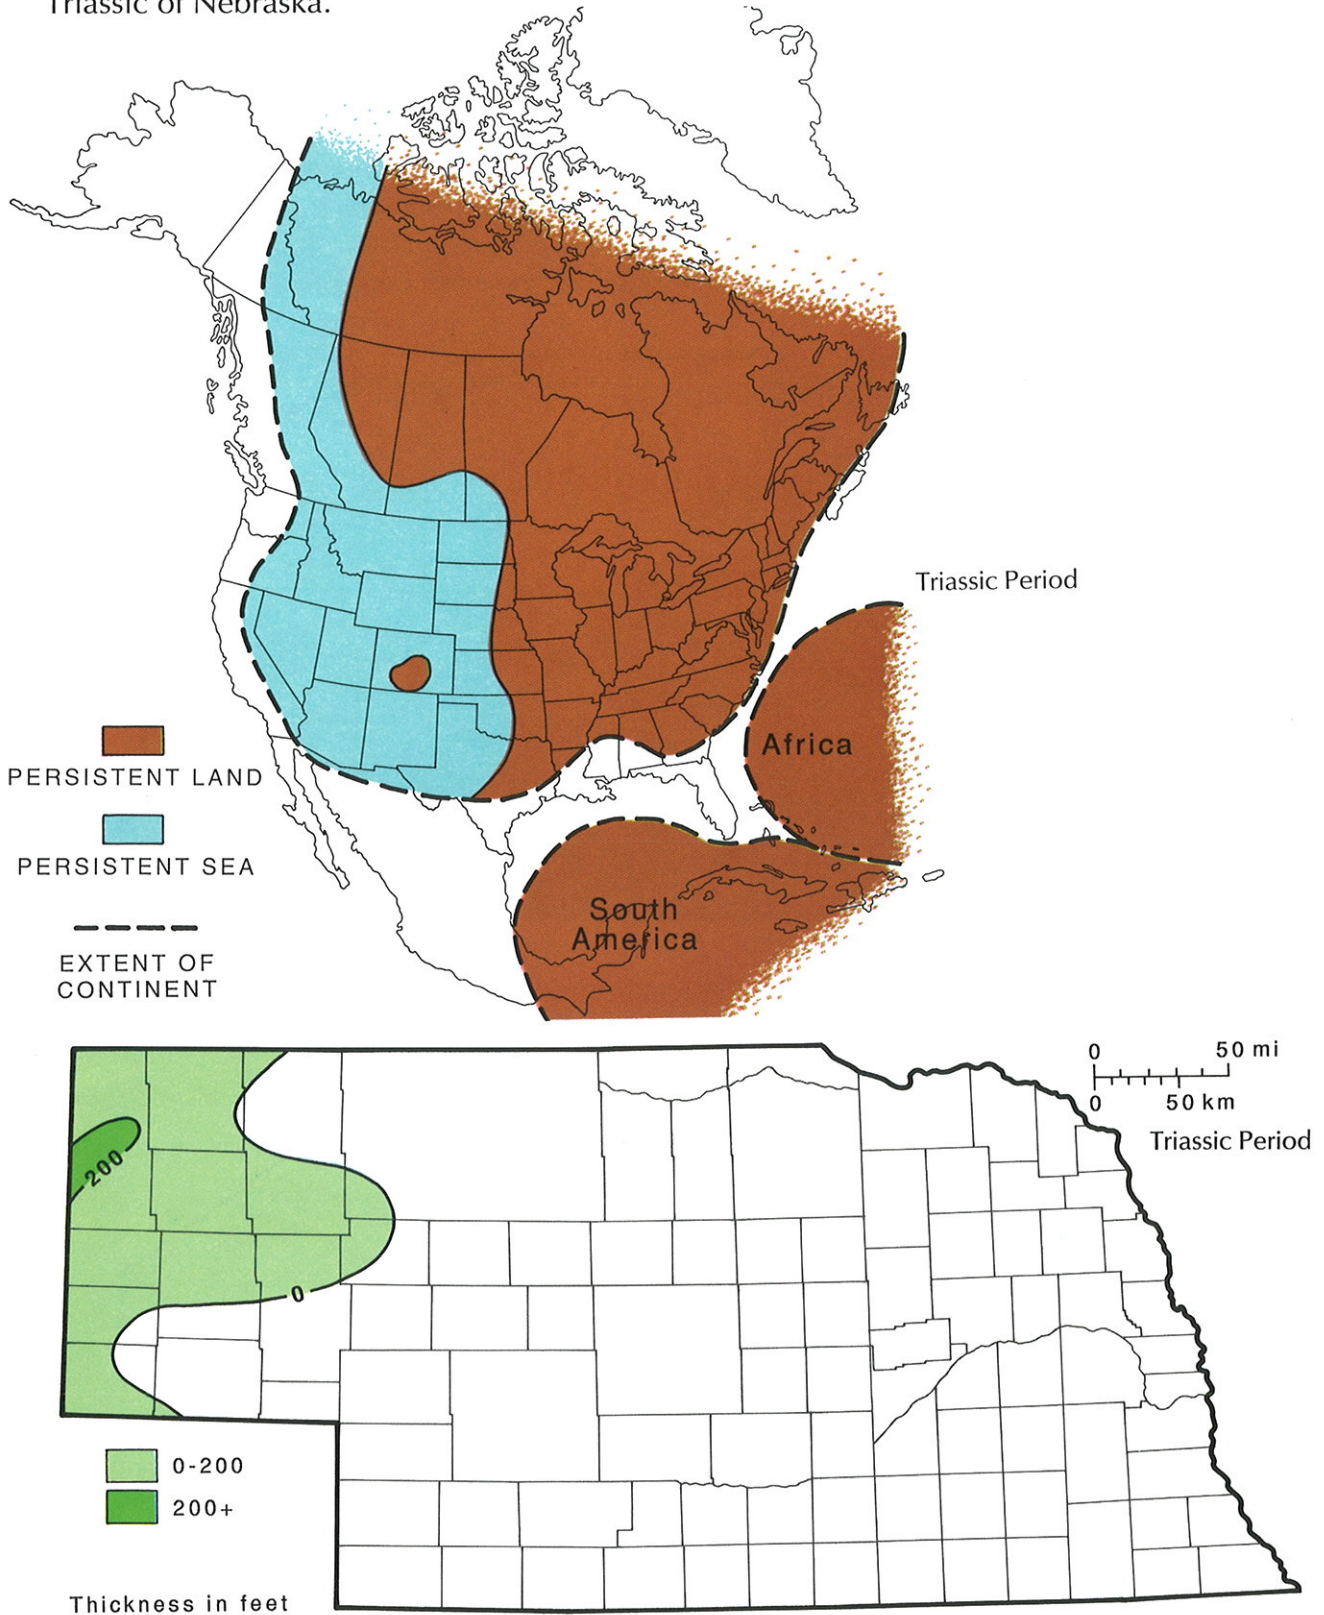 Triassic of Nebraska.
Triassic Period
Africa
PERSISTENT LAND
PERSISTENT SEA
South
America
EXTENT OF
CONTINENT
0 50 mi
0 50 km
Triassic Period
200
0
0-200
200+
Thickness in feet